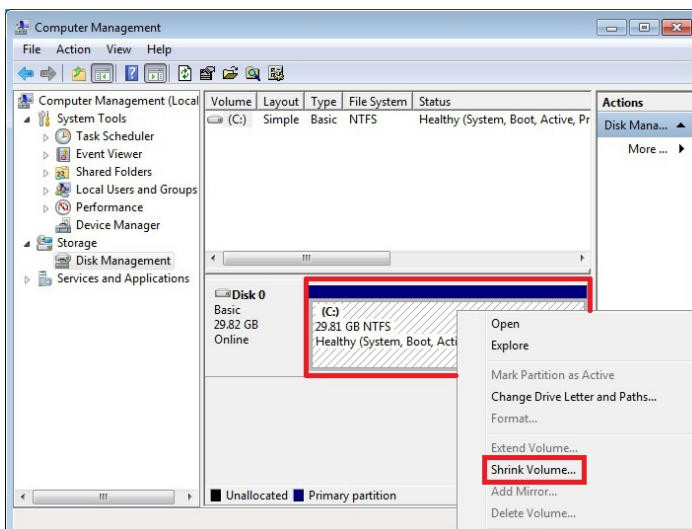 Computer Management
File Action View Help
Computer Management (Local
System Tools
Task Scheduler
Event Viewer
Shared Folders
Local Users and Groups
Performance
Device Manager
Storage
Disk Management
Services and Applications
Volume Layout Type File System Status
(C:) Simple Basic NTFS Healthy (System, Boot, Active, Pr
Actions
Disk Mana...
More ...
Disk 0
Basic
29.82 GB
Online
(C:)
29.81 GB NTFS
Healthy (System, Boot, Acti
Open
Explore
Mark Partition as Active
Change Drive Letter and Paths...
Format...
Extend Volume...
Shrink Volume...
Add Mirror...
Delete Volume...
Unallocated Primary partition